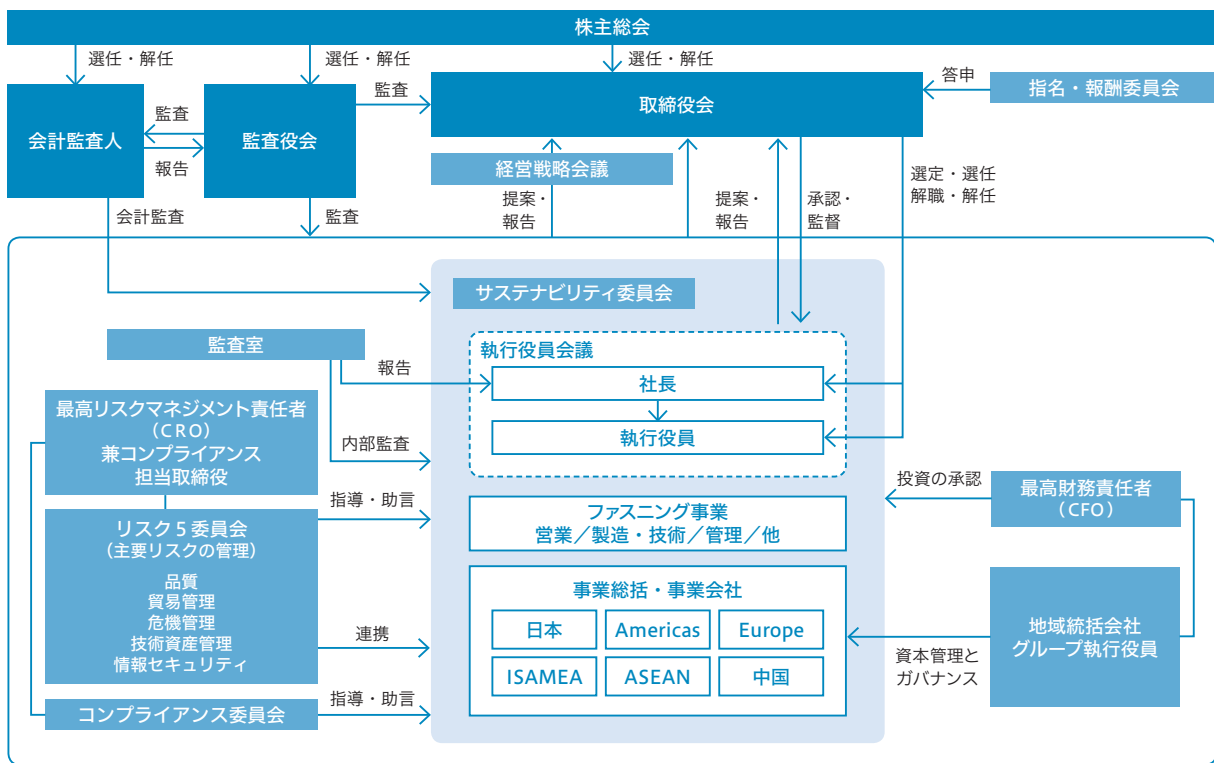 株主総会
選任・解任
選任・解任
選任・解任
会計監査人
監査
報告
監査役会
監査
取締役会
答申
指名・報酬委員会
経営戦略会議
会計監査
監査
提案・
報告
提案・
報告
承認・
監督
選定・選任
解職・解任
サステナビリティ委員会
監査室
報告
内部監査
執行役員会議
社長
執行役員
最高リスクマネジメント責任者
（CRO）
兼コンプライアンス
担当取締役
指導・助言
リスク5委員会
（主要リスクの管理）
品質
貿易管理
危機管理
技術資産管理
情報セキュリティ
連携
コンプライアンス委員会
指導・助言
ファスニング事業
営業／製造・技術／管理／他
事業総括・事業会社
日本
Americas
Europe
ISAMEA
ASEAN
中国
投資の承認
最高財務責任者
（CFO）
資本管理と
ガバナンス
地域統括会社
グループ執行役員